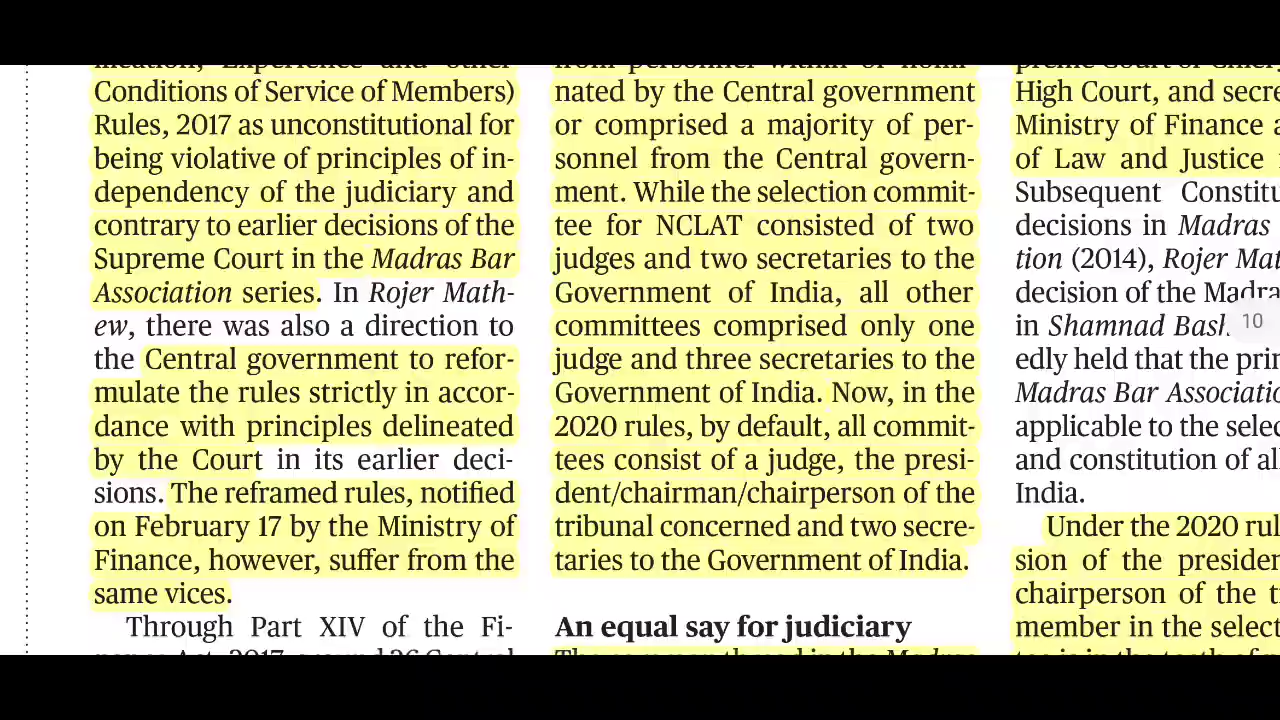 Conditions of Service of Members)
Rules, 2017 as unconstitutional for
being violative of principles of in-
dependency of the judiciary and
contrary to earlier decisions of the
Supreme Court in the Madras Bar
Association series. In Rojer Math-
ew, there was also a direction to
the Central government to refor-
mulate the rules strictly in accor-
dance with principles delineated
by the Court in its earlier deci-
sions. The reframed rules, notified
on February 17 by the Ministry of
Finance, however, suffer from the
same vices.
Through Part XIV of the Fi-
nated by the Central government
or comprised a majority of per-
sonnel from the Central govern-
ment. While the selection commit-
tee for NCLAT consisted of two
judges and two secretaries to the
Government of India, all other
committees comprised only one
judge and three secretaries to the
Government of India. Now, in the
2020 rules, by default, all commit-
tees consist of a judge, the presi-
dent/chairman/chairperson of the
tribunal concerned and two secre-
taries to the Government of India.
An equal say for judiciary
High Court, and secre
Ministry of Finance a
of Law and Justice
Subsequent Constitu
decisions in Madras
tion (2014), Rojer Mat
decision of the Madra
in Shamnad Bash
edly held that the prin
Madras Bar Associatio
applicable to the selec
and constitution of al
India.
Under the 2020 rul
sion of the presiden
chairperson of the t
member in the select
10